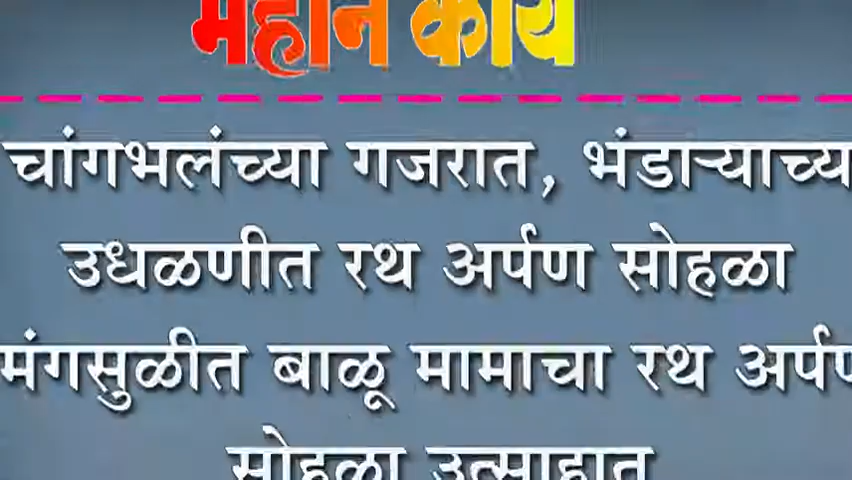 महान कार्य
चांगभलंच्या गजरात, भंडाऱ्याच्या
उधळणीत रथ अर्पण सोहळा
मंगसुळीत बाळू मामाचा रथ अर्पण
सोहळा उत्साहात